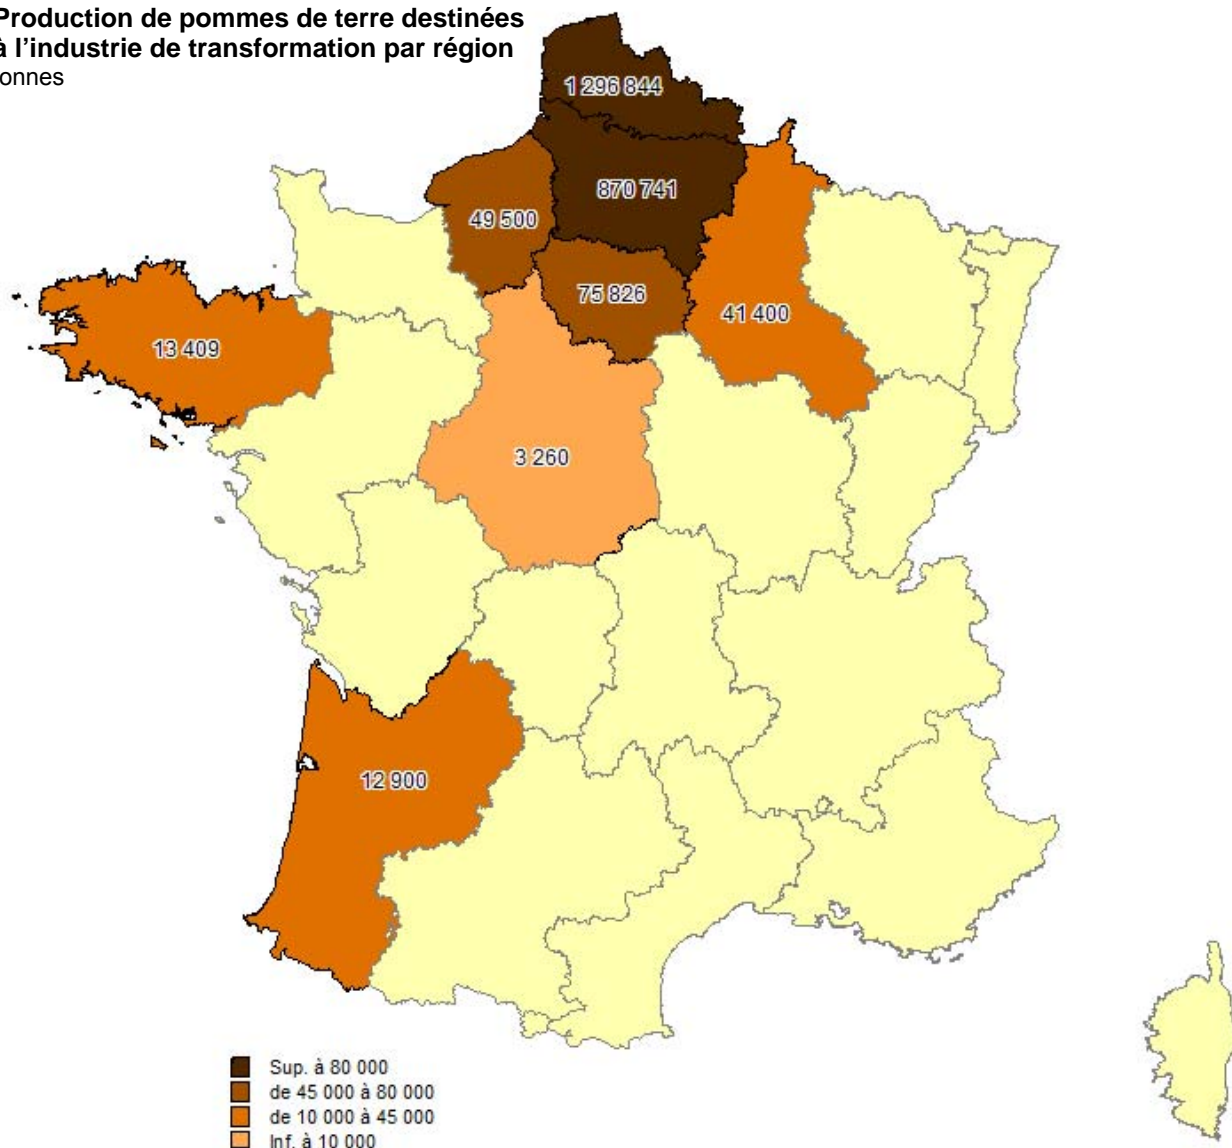 Production de pommes de terre destinées
à l'industrie de transformation par région
onnes
1 296 844
870 741
49 500
75 826
41 400
13 409
3 260
12 900
Sup. à 80 000
de 45 000 à 80 000
de 10 000 à 45 000
Inf. à 10 000